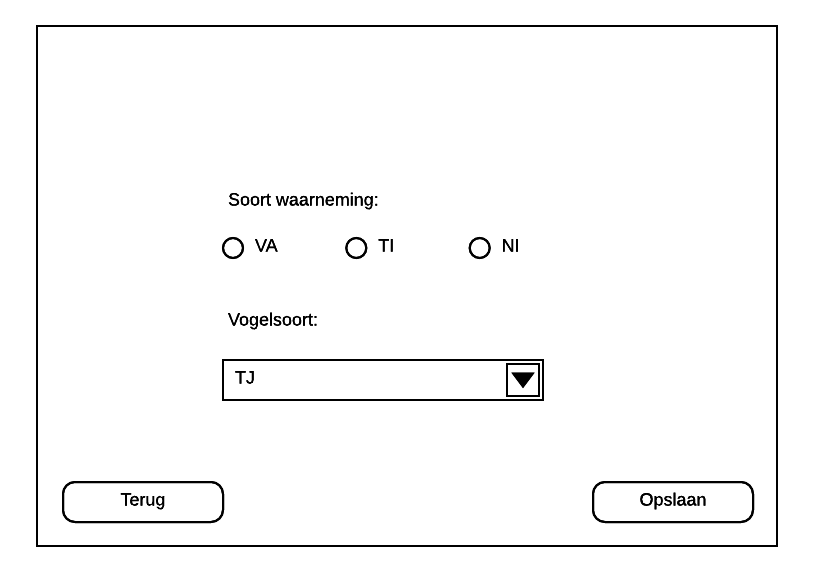 Soort waarneming:
VA TI NI
Vogelsoort:
TJ
Terug Opslaan